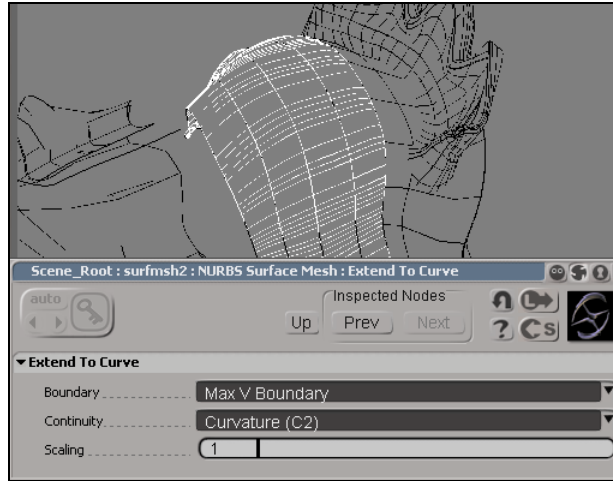 Scene_Root : surfmsh2 : NURBS Surface Mesh : Extend To Curve
auto
Inspected Nodes
Up Prev Next
? C S
Extend To Curve
Boundary Max V Boundary
Continuity Curvature (C2)
Scaling 1